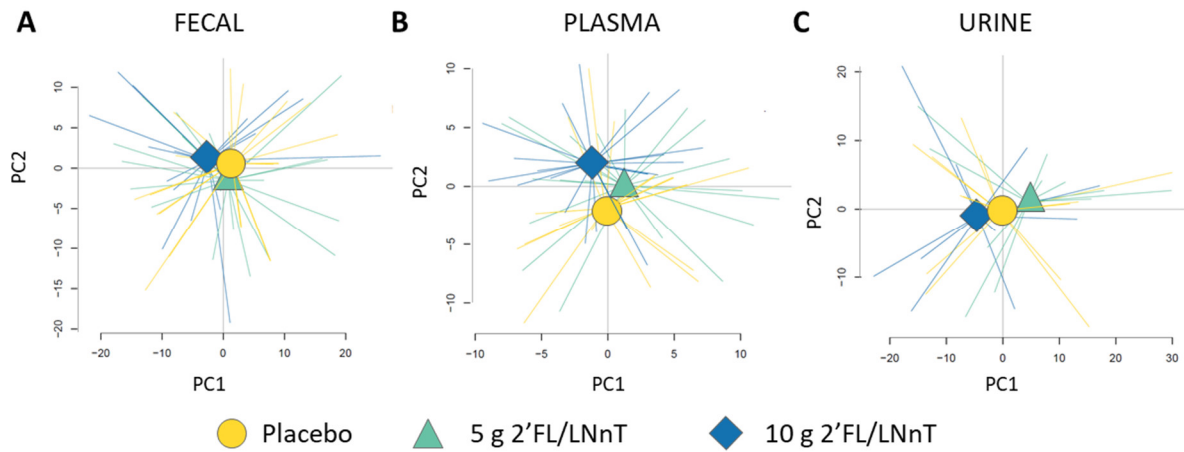 A FECAL
B PLASMA
C URINE
PC2
10
5
0
−5
−10
−15
−20
−20 −10 0 10 20
PC1
PC2
10
5
0
−5
−10
−10 −5 0 5 10
PC1
PC2
20
10
0
−10
−20 −10 0 10 20 30
PC1
Placebo
5 g 2'FL/LNnT
10 g 2'FL/LNnT